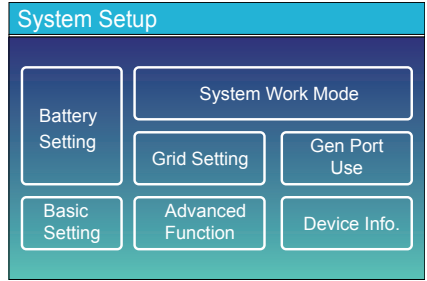 System Setup
Battery
Setting
System Work Mode
Grid Setting
Gen Port
Use
Basic
Setting
Advanced
Function
Device Info.